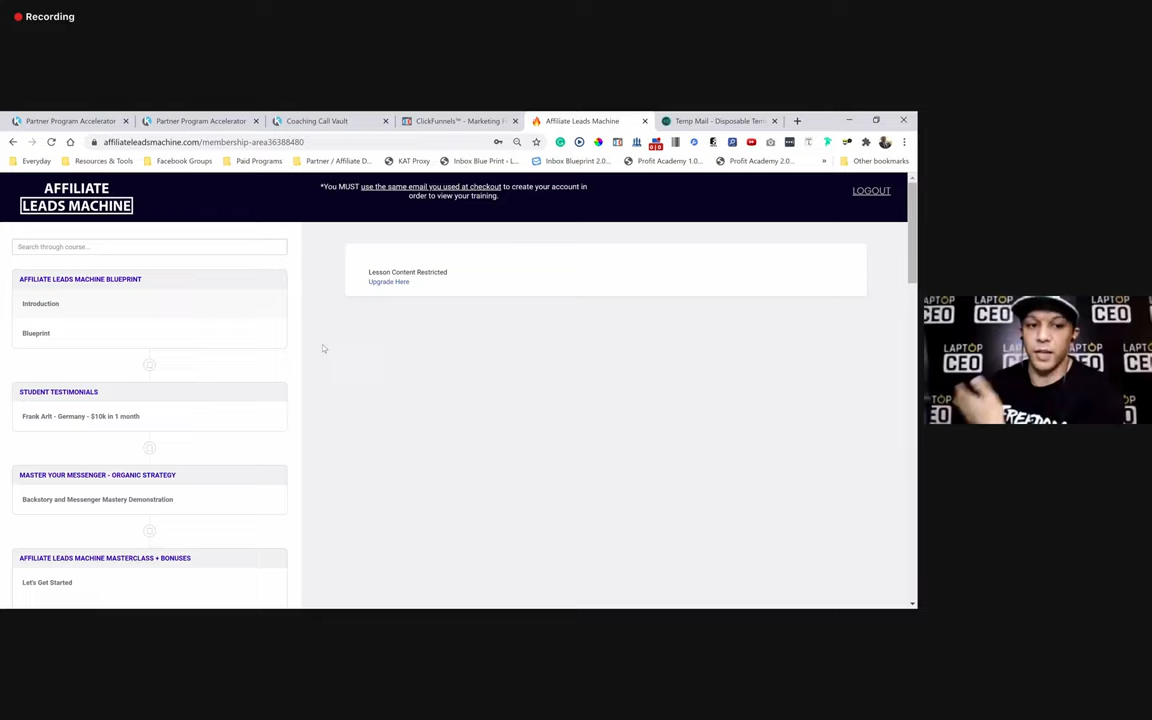 Recording
Partner Program Accelerator
Partner Program Accelerator
Coaching Call Vault
ClickFunnels™ - Marketing F
Affiliate Leads Machine
Temp Mail - Disposable Tem
affiliateleadsmachine.com/membership-area36388480
Everyday
Resources & Tools
Facebook Groups
Paid Programs
Partner / Affiliate D...
KAT Proxy
Inbox Blue Print - L...
Inbox Blueprint 2.0...
Profit Academy 1.0...
Profit Academy 2.0...
»
Other bookmarks
AFFILIATE
LEADS MACHINE
*You MUST use the same email you used at checkout to create your account in
order to view your training.
LOGOUT
Search through course...
AFFILIATE LEADS MACHINE BLUEPRINT
Introduction
Blueprint
STUDENT TESTIMONIALS
Frank Arlt - Germany - $10k in 1 month
MASTER YOUR MESSENGER - ORGANIC STRATEGY
Backstory and Messenger Mastery Demonstration
AFFILIATE LEADS MACHINE MASTERCLASS + BONUSES
Let's Get Started
Lesson Content Restricted
Upgrade Here
LAPTOP
CEO
LAPTOP
CEO
LAPTOP
CEO
FREEDOM